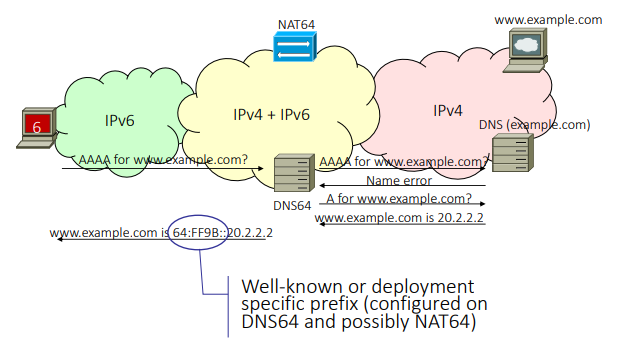 NAT64
www.example.com
IPv6
IPv4 + IPv6
IPv4
6
DNS (example.com)
AAAA for www.example.com?
AAAA for www.example.com?
Name error
DNS64
A for www.example.com?
www.example.com is 20.2.2.2
www.example.com is 64:FF9B::20.2.2.2
Well-known or deployment
specific prefix (configured on
DNS64 and possibly NAT64)